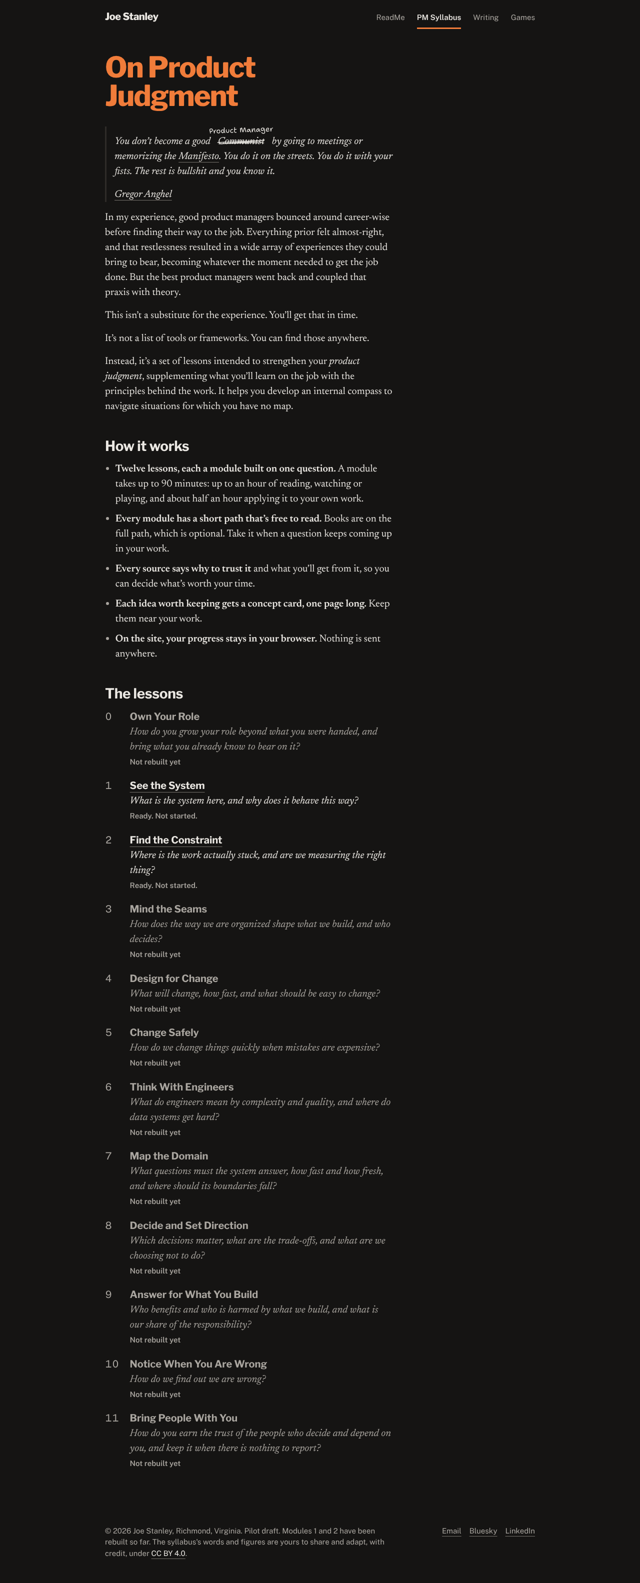 Joe Stanley
ReadMe PM Syllabus Writing Games
On Product
Judgment
Product Manager
You don't become a good Communist by going to meetings or
memorizing the Manifesto. You do it on the streets. You do it with your
fists. The rest is bullshit and you know it.
Gregor Anghel
In my experience, good product managers bounced around career-wise
before finding their way to the job. Everything prior felt almost-right,
and that restlessness resulted in a wide array of experiences they could
bring to bear, becoming whatever the moment needed to get the job
done. But the best product managers went back and coupled that
praxis with theory.
This isn't a substitute for the experience. You'll get that in time.
It's not a list of tools or frameworks. You can find those anywhere.
Instead, it's a set of lessons intended to strengthen your product
judgment, supplementing what you'll learn on the job with the
principles behind the work. It helps you develop an internal compass to
navigate situations for which you have no map.
How it works
• Twelve lessons, each a module built on one question. A module
takes up to 90 minutes: up to an hour of reading, watching or
playing, and about half an hour applying it to your own work.
• Every module has a short path that's free to read. Books are on the
full path, which is optional. Take it when a question keeps coming up
in your work.
• Every source says why to trust it and what you'll get from it, so you
can decide what's worth your time.
• Each idea worth keeping gets a concept card, one page long. Keep
them near your work.
• On the site, your progress stays in your browser. Nothing is sent
anywhere.
The lessons
0 Own Your Role
How do you grow your role beyond what you were handed, and
bring what you already know to bear on it?
Not rebuilt yet
1 See the System
What is the system here, and why does it behave this way?
Ready. Not started.
2 Find the Constraint
Where is the work actually stuck, and are we measuring the right
thing?
Ready. Not started.
3 Mind the Seams
How does the way we are organized shape what we build, and who
decides?
Not rebuilt yet
4 Design for Change
What will change, how fast, and what should be easy to change?
Not rebuilt yet
5 Change Safely
How do we change things quickly when mistakes are expensive?
Not rebuilt yet
6 Think With Engineers
What do engineers mean by complexity and quality, and where do
data systems get hard?
Not rebuilt yet
7 Map the Domain
What questions must the system answer, how fast and how fresh,
and where should its boundaries fall?
Not rebuilt yet
8 Decide and Set Direction
Which decisions matter, what are the trade-offs, and what are we
choosing not to do?
Not rebuilt yet
9 Answer for What You Build
Who benefits and who is harmed by what we build, and what is
our share of the responsibility?
Not rebuilt yet
10 Notice When You Are Wrong
How do we find out we are wrong?
Not rebuilt yet
11 Bring People With You
How do you earn the trust of the people who decide and depend on
you, and keep it when there is nothing to report?
Not rebuilt yet
© 2026 Joe Stanley, Richmond, Virginia. Pilot draft. Modules 1 and 2 have been
rebuilt so far. The syllabus's words and figures are yours to share and adapt, with
credit, under CC BY 4.0.
Email Bluesky LinkedIn